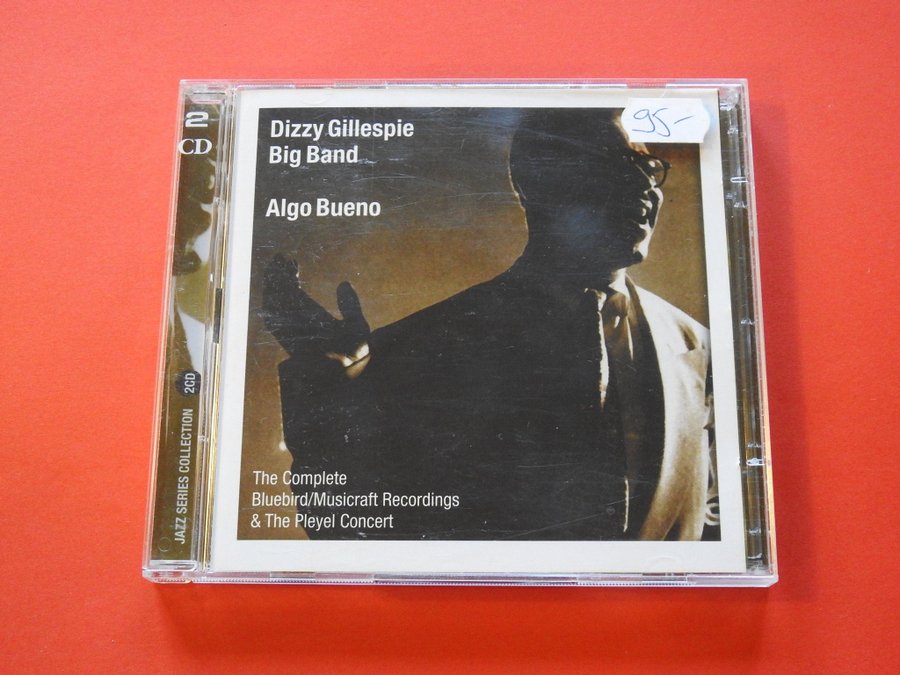 2
CD
Dizzy Gillespie
Big Band
Algo Bueno
95-
The Complete
Bluebird/Musicraft Recordings
& The Pleyel Concert
JAZZ SERIES COLLECTION 2CD